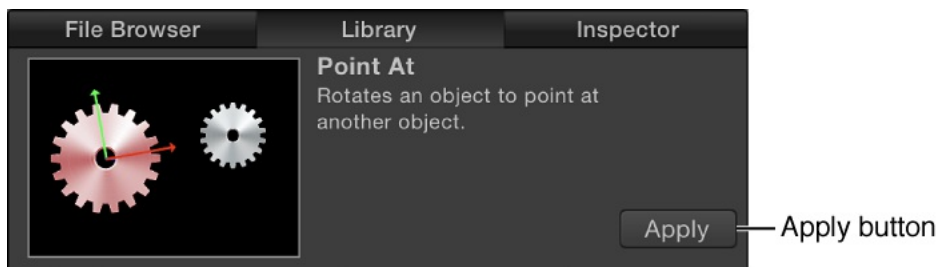 File Browser Library Inspector
Point At
Rotates an object to point at
another object.
Apply
Apply button